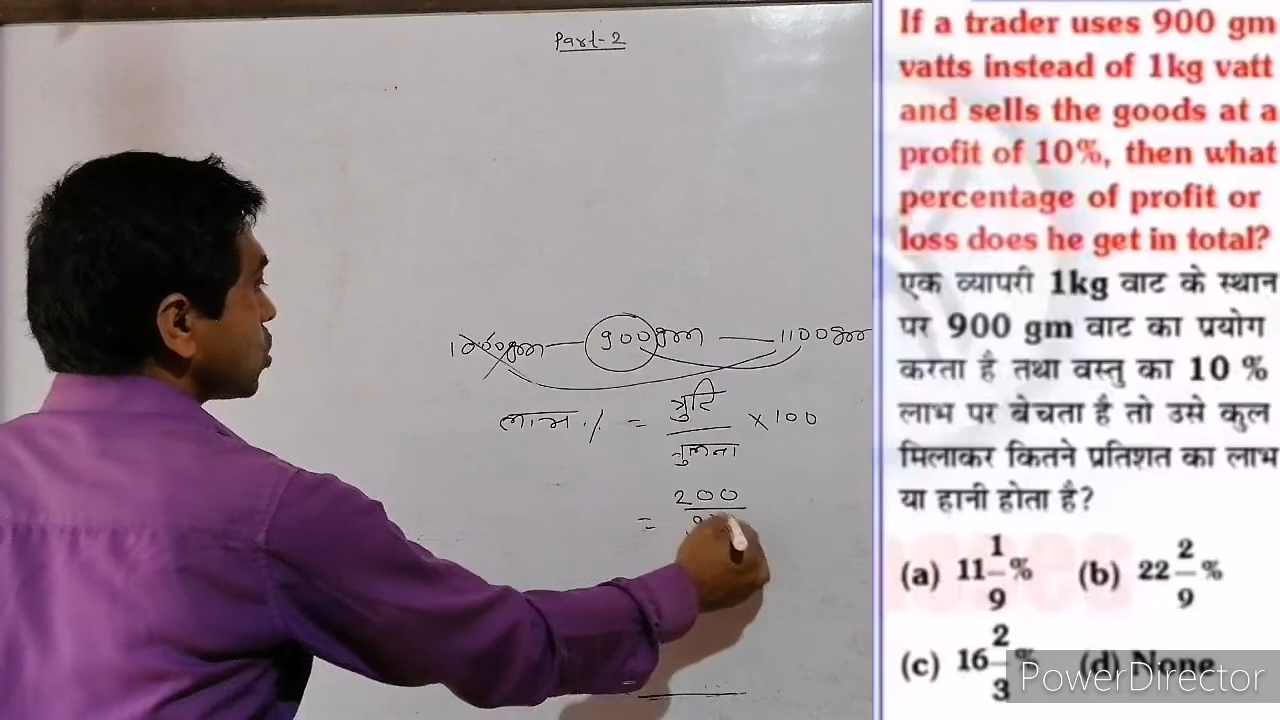 Part-2
1000gm — 900gm — 1100gm
लाभ % = त्रुटि / तुलना × 100
= 200
If a trader uses 900 gm
vatts instead of 1kg vatt
and sells the goods at a
profit of 10%, then what
percentage of profit or
loss does he get in total?
एक व्यापरी 1kg वाट के स्थान
पर 900 gm वाट का प्रयोग
करता है तथा वस्तु का 10 %
लाभ पर बेचता है तो उसे कुल
मिलाकर कितने प्रतिशत का लाभ
या हानी होता है?
(a) 11 1/9 % (b) 22 2/9 %
(c) 16 2/3 % (d) None
PowerDirector